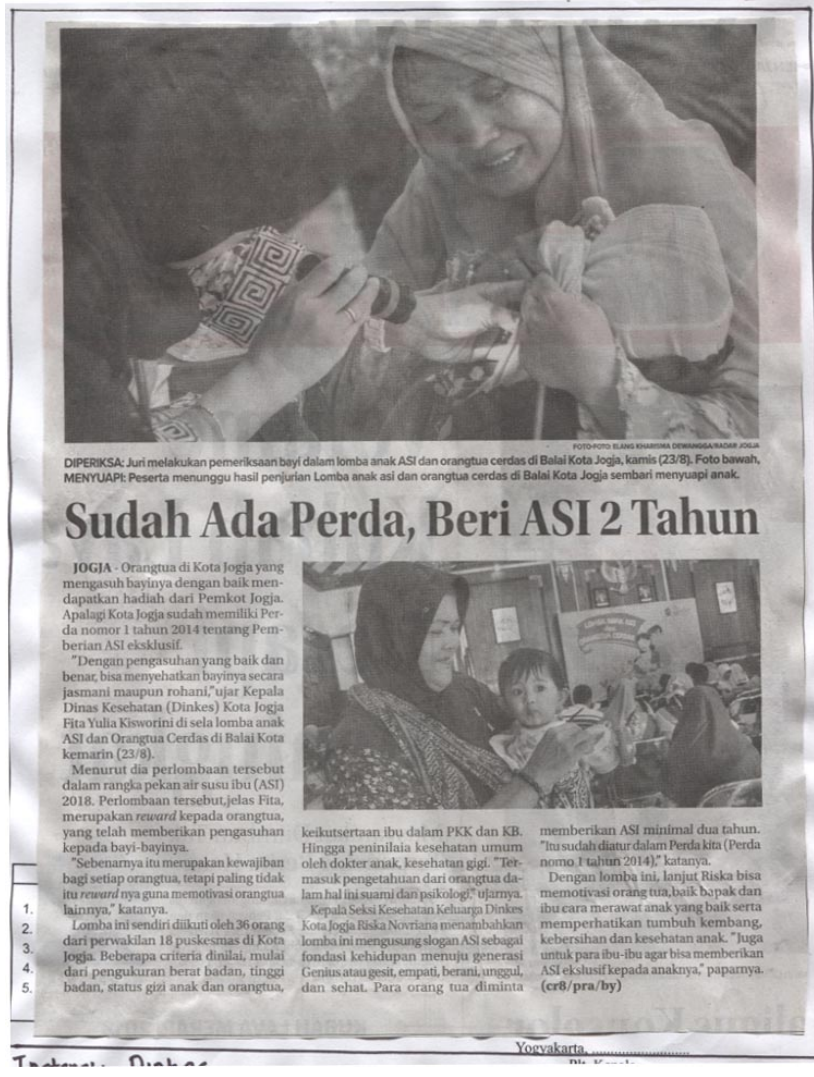 FOTO-FOTO: ELANG KHARISMA DEWANGGA/RADAR JOGJA
DIPERIKSA: Juri melakukan pemeriksaan bayi dalam lomba anak ASI dan orangtua cerdas di Balai Kota Jogja, kamis (23/8). Foto bawah,
MENYUAPI: Peserta menunggu hasil penjurian Lomba anak asi dan orangtua cerdas di Balai Kota Jogja sembari menyuapi anak.
Sudah Ada Perda, Beri ASI 2 Tahun
JOGJA - Orangtua di Kota Jogja yang
mengasuh bayinya dengan baik men-
dapatkan hadiah dari Pemkot Jogja.
Apalagi Kota Jogja sudah memiliki Per-
da nomor 1 tahun 2014 tentang Pem-
berian ASI eksklusif.
"Dengan pengasuhan yang baik dan
benar, bisa menyehatkan bayinya secara
jasmani maupun rohani,"ujar Kepala
Dinas Kesehatan (Dinkes) Kota Jogja
Fita Yulia Kisworini di sela lomba anak
ASI dan Orangtua Cerdas di Balai Kota
kemarin (23/8).
Menurut dia perlombaan tersebut
dalam rangka pekan air susu ibu (ASI)
2018. Perlombaan tersebut,jelas Fita,
merupakan reward kepada orangtua,
yang telah memberikan pengasuhan
kepada bayi-bayinya.
"Sebenarnya itu merupakan kewajiban
bagi setiap orangtua, tetapi paling tidak
itu reward nya guna memotivasi orangtua
lainnya," katanya.
Lomba ini sendiri diikuti oleh 36 orang
dari perwakilan 18 puskesmas di Kota
Jogja. Beberapa criteria dinilai, mulai
dari pengukuran berat badan, tinggi
badan, status gizi anak dan orangtua,
LOMBA ANAK ASI
ORANGTUA CERDAS
keikutsertaan ibu dalam PKK dan KB.
Hingga peninilaia kesehatan umum
oleh dokter anak, kesehatan gigi. "Ter-
masuk pengetahuan dari orangtua da-
lam hal ini suami dan psikologi," ujarnya.
Kepala Seksi Kesehatan Keluarga Dinkes
Kota Jogja Riska Novriana menambahkan
lomba ini mengusung slogan ASI sebagai
fondasi kehidupan menuju generasi
Genius atau gesit, empati, berani, unggul,
dan sehat. Para orang tua diminta
memberikan ASI minimal dua tahun.
"Itu sudah diatur dalam Perda kita (Perda
nomo 1 tahun 2014)," katanya.
Dengan lomba ini, lanjut Riska bisa
memotivasi orang tua,baik bapak dan
ibu cara merawat anak yang baik serta
memperhatikan tumbuh kembang,
kebersihan dan kesehatan anak. "Juga
untuk para ibu-ibu agar bisa memberikan
ASI ekslusif kepada anaknya," paparnya.
(cr8/pra/by)
1.
2.
3.
4.
5.
Yogyakarta, ........................